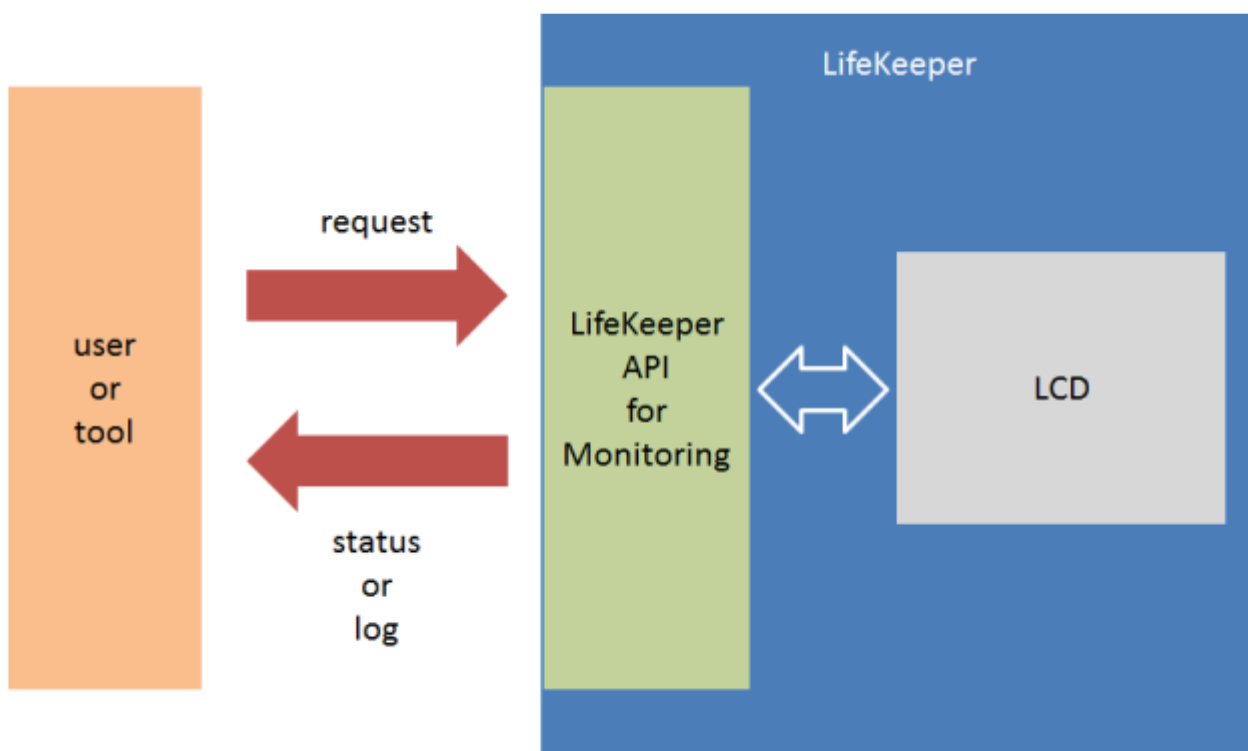 LifeKeeper
request
user
or
tool
status
or
log
LifeKeeper
API
for
Monitoring
LCD